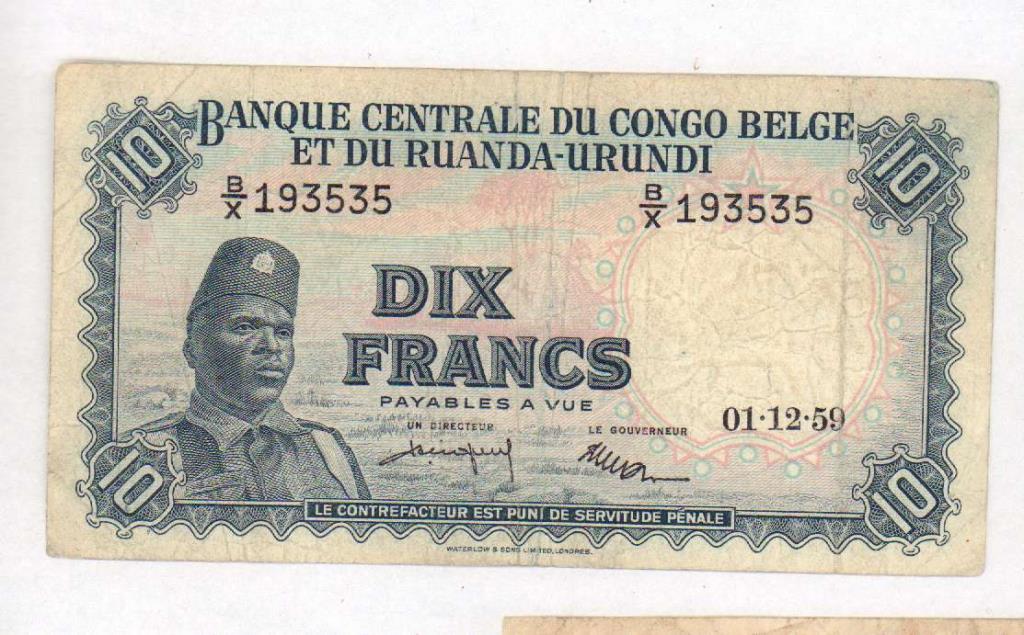 BANQUE CENTRALE DU CONGO BELGE
ET DU RUANDA-URUNDI
10 10
B/X 193535 B/X 193535
DIX
FRANCS
PAYABLES A VUE
UN DIRECTEUR LE GOUVERNEUR
01·12·59
10 10
LE CONTREFACTEUR EST PUNI DE SERVITUDE PÉNALE
WATERLOW & SONS LIMITED, LONDRES.